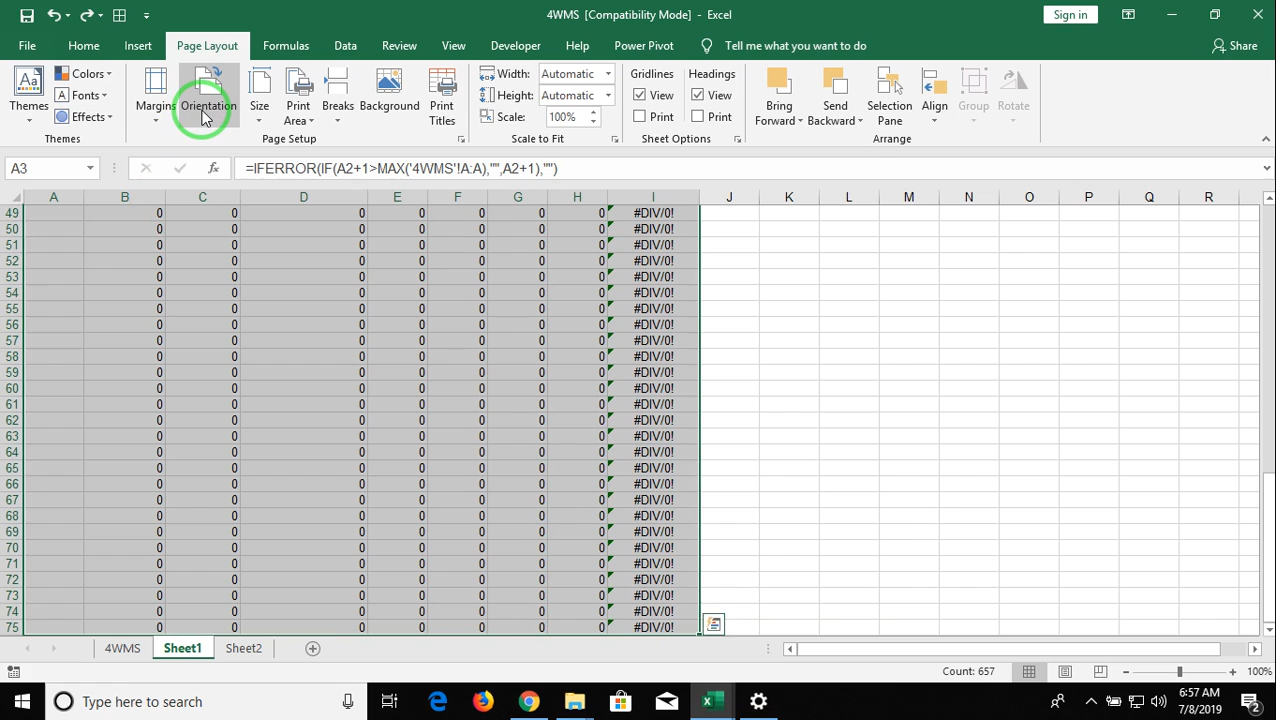 4WMS [Compatibility Mode] - Excel
Sign in
File Home Insert Page Layout Formulas Data Review View Developer Help Power Pivot Tell me what you want to do Share
Themes
Colors
Fonts
Effects
Themes
Margins
Orientation
Size
Print Area
Breaks
Background
Print Titles
Page Setup
Width: Automatic
Height: Automatic
Scale: 100%
Scale to Fit
Gridlines
View
Print
Headings
View
Print
Sheet Options
Bring Forward
Send Backward
Selection Pane
Align
Group
Rotate
Arrange
A3 fx =IFERROR(IF(A2+1>MAX('4WMS'!A:A),"",A2+1),"")
A B C D E F G H I J K L M N O P Q R
49 0 0 0 0 0 0 0 #DIV/0!
50 0 0 0 0 0 0 0 #DIV/0!
51 0 0 0 0 0 0 0 #DIV/0!
52 0 0 0 0 0 0 0 #DIV/0!
53 0 0 0 0 0 0 0 #DIV/0!
54 0 0 0 0 0 0 0 #DIV/0!
55 0 0 0 0 0 0 0 #DIV/0!
56 0 0 0 0 0 0 0 #DIV/0!
57 0 0 0 0 0 0 0 #DIV/0!
58 0 0 0 0 0 0 0 #DIV/0!
59 0 0 0 0 0 0 0 #DIV/0!
60 0 0 0 0 0 0 0 #DIV/0!
61 0 0 0 0 0 0 0 #DIV/0!
62 0 0 0 0 0 0 0 #DIV/0!
63 0 0 0 0 0 0 0 #DIV/0!
64 0 0 0 0 0 0 0 #DIV/0!
65 0 0 0 0 0 0 0 #DIV/0!
66 0 0 0 0 0 0 0 #DIV/0!
67 0 0 0 0 0 0 0 #DIV/0!
68 0 0 0 0 0 0 0 #DIV/0!
69 0 0 0 0 0 0 0 #DIV/0!
70 0 0 0 0 0 0 0 #DIV/0!
71 0 0 0 0 0 0 0 #DIV/0!
72 0 0 0 0 0 0 0 #DIV/0!
73 0 0 0 0 0 0 0 #DIV/0!
74 0 0 0 0 0 0 0 #DIV/0!
75 0 0 0 0 0 0 0 #DIV/0!
4WMS Sheet1 Sheet2
Count: 657 100%
Type here to search
6:57 AM
7/8/2019
2